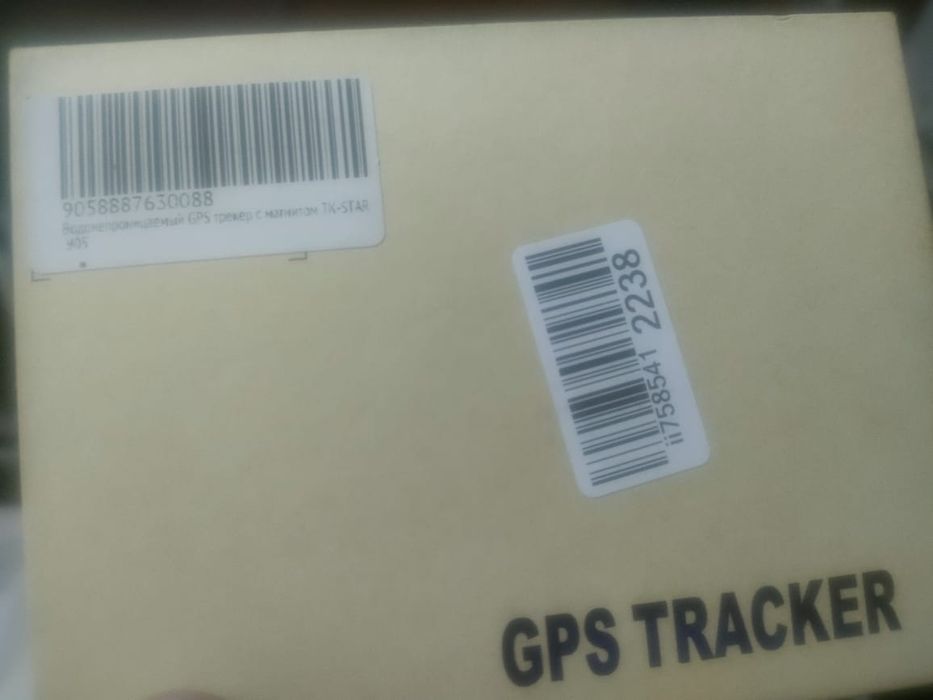 9058887630088
Водонепроницаемый GPS трекер с магнитом TK-STAR
905
ii758541 2238
GPS TRACKER